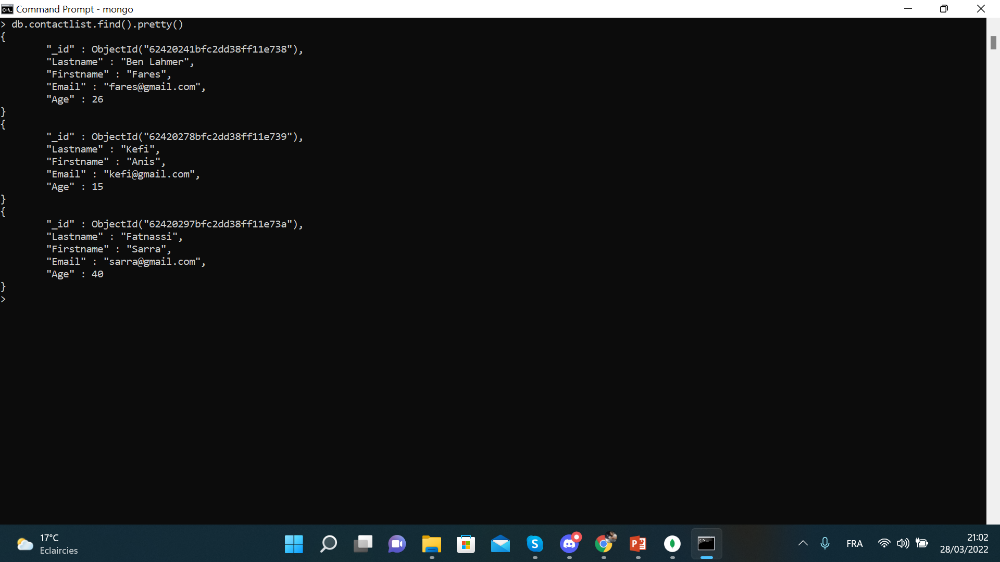 Command Prompt - mongo
> db.contactlist.find().pretty()
{
"_id" : ObjectId("62420241bfc2dd38ff11e738"),
"Lastname" : "Ben Lahmer",
"Firstname" : "Fares",
"Email" : "fares@gmail.com",
"Age" : 26
}
{
"_id" : ObjectId("62420278bfc2dd38ff11e739"),
"Lastname" : "Kefi",
"Firstname" : "Anis",
"Email" : "kefi@gmail.com",
"Age" : 15
}
{
"_id" : ObjectId("62420297bfc2dd38ff11e73a"),
"Lastname" : "Fatnassi",
"Firstname" : "Sarra",
"Email" : "sarra@gmail.com",
"Age" : 40
}
>
17°C
Eclaircies
FRA
21:02
28/03/2022